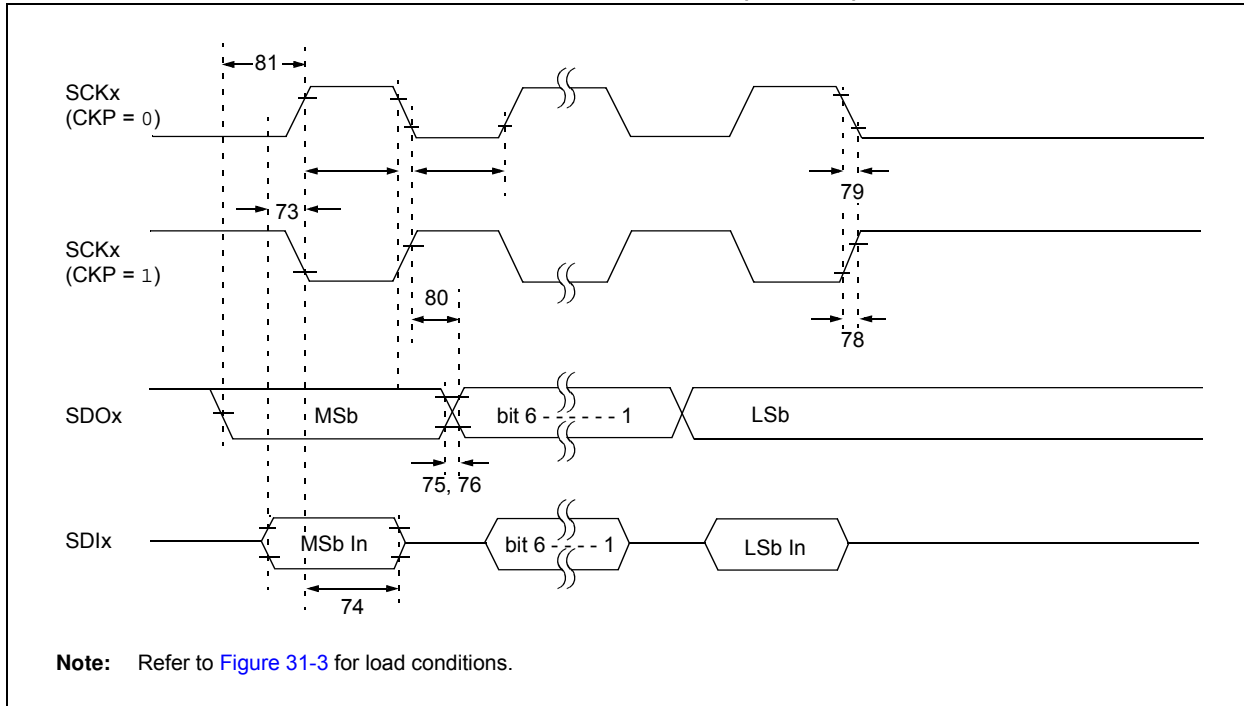 81
SCKx
(CKP = 0)
79
73
SCKx
(CKP = 1)
80
78
SDOx
MSb
bit 6 - - - - - - 1
LSb
75, 76
SDIx
MSb In
bit 6 - - - - - 1
LSb In
74
Note: Refer to Figure 31-3 for load conditions.